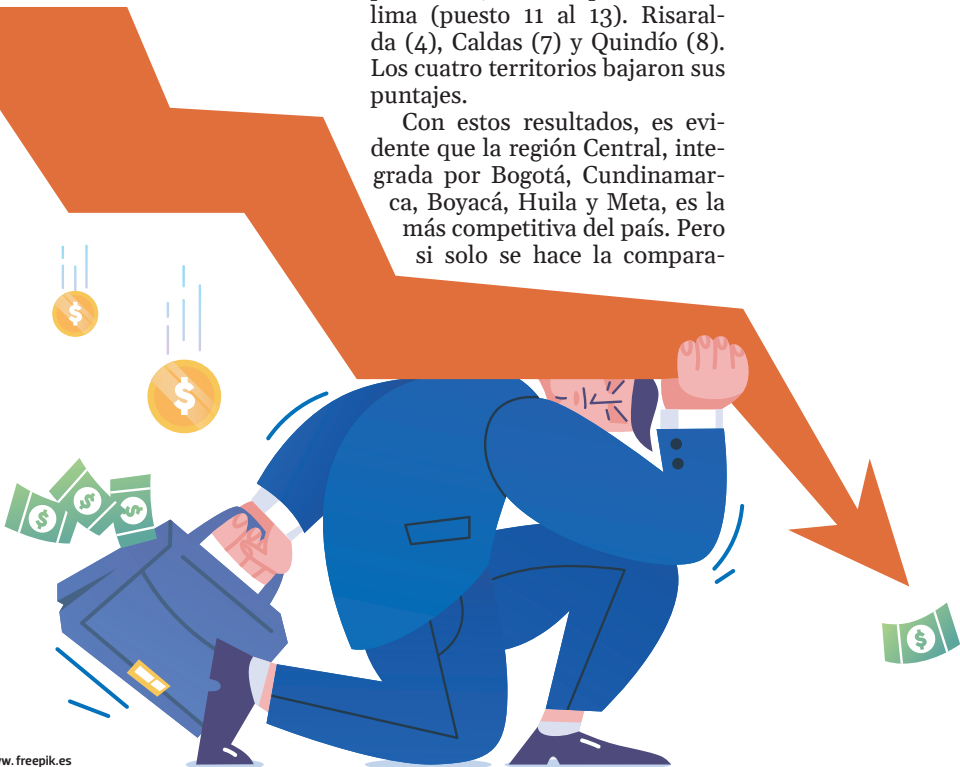 lima (puesto 11 al 13). Risaral-
da (4), Caldas (7) y Quindío (8).
Los cuatro territorios bajaron sus
puntajes.
Con estos resultados, es evi-
dente que la región Central, inte-
grada por Bogotá, Cundinamar-
ca, Boyacá, Huila y Meta, es la
más competitiva del país. Pero
si solo se hace la compara-
$
$
$
$
$
$
w. freepik.es